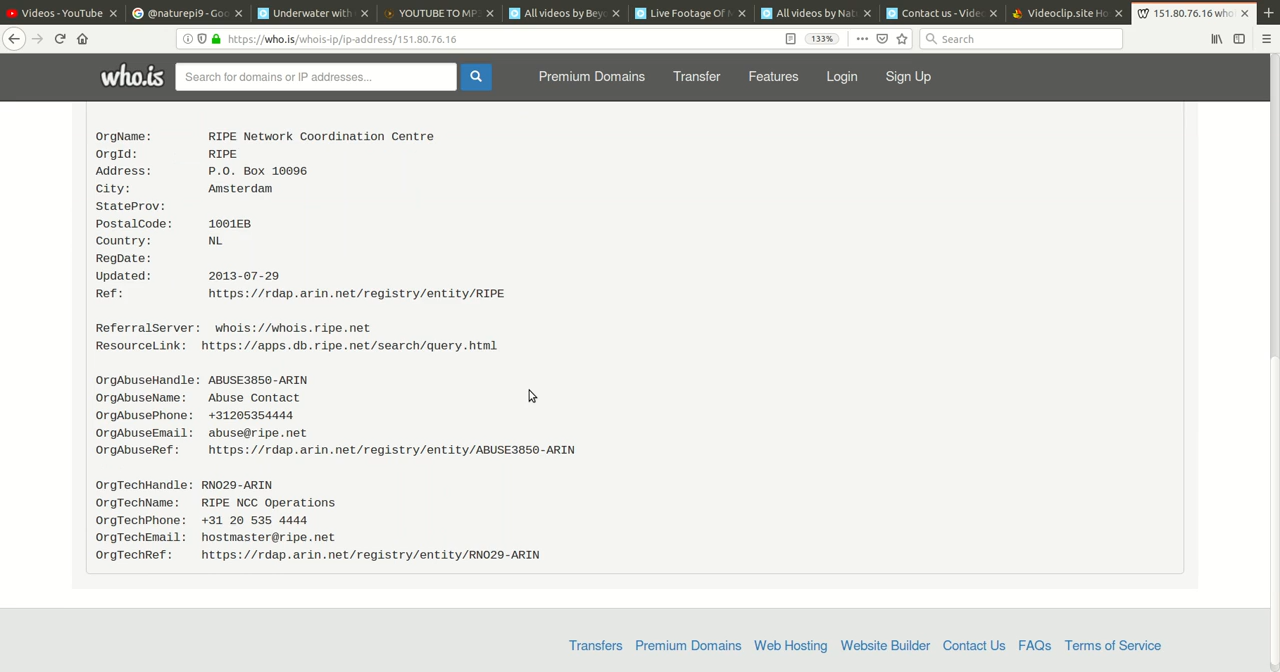 Videos - YouTube
@naturepi9 - Goo
Underwater with
YOUTUBE TO MP
All videos by Bey
Live Footage Of
All videos by Nat
Contact us - Vide
Videoclip.site Ho
151.80.76.16 who
https://who.is/whois-ip/ip-address/151.80.76.16
133%
Search
who.is
Search for domains or IP addresses...
Premium Domains
Transfer
Features
Login
Sign Up
OrgName: RIPE Network Coordination Centre
OrgId: RIPE
Address: P.O. Box 10096
City: Amsterdam
StateProv:
PostalCode: 1001EB
Country: NL
RegDate:
Updated: 2013-07-29
Ref: https://rdap.arin.net/registry/entity/RIPE
ReferralServer: whois://whois.ripe.net
ResourceLink: https://apps.db.ripe.net/search/query.html
OrgAbuseHandle: ABUSE3850-ARIN
OrgAbuseName: Abuse Contact
OrgAbusePhone: +31205354444
OrgAbuseEmail: abuse@ripe.net
OrgAbuseRef: https://rdap.arin.net/registry/entity/ABUSE3850-ARIN
OrgTechHandle: RNO29-ARIN
OrgTechName: RIPE NCC Operations
OrgTechPhone: +31 20 535 4444
OrgTechEmail: hostmaster@ripe.net
OrgTechRef: https://rdap.arin.net/registry/entity/RNO29-ARIN
Transfers
Premium Domains
Web Hosting
Website Builder
Contact Us
FAQs
Terms of Service